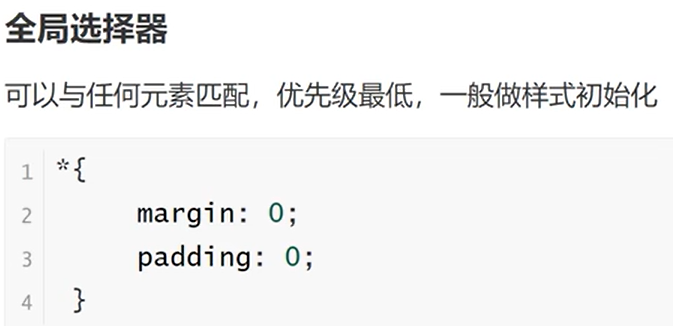 全局选择器
可以与任何元素匹配，优先级最低，一般做样式初始化
1 *{
2 margin: 0;
3 padding: 0;
4 }